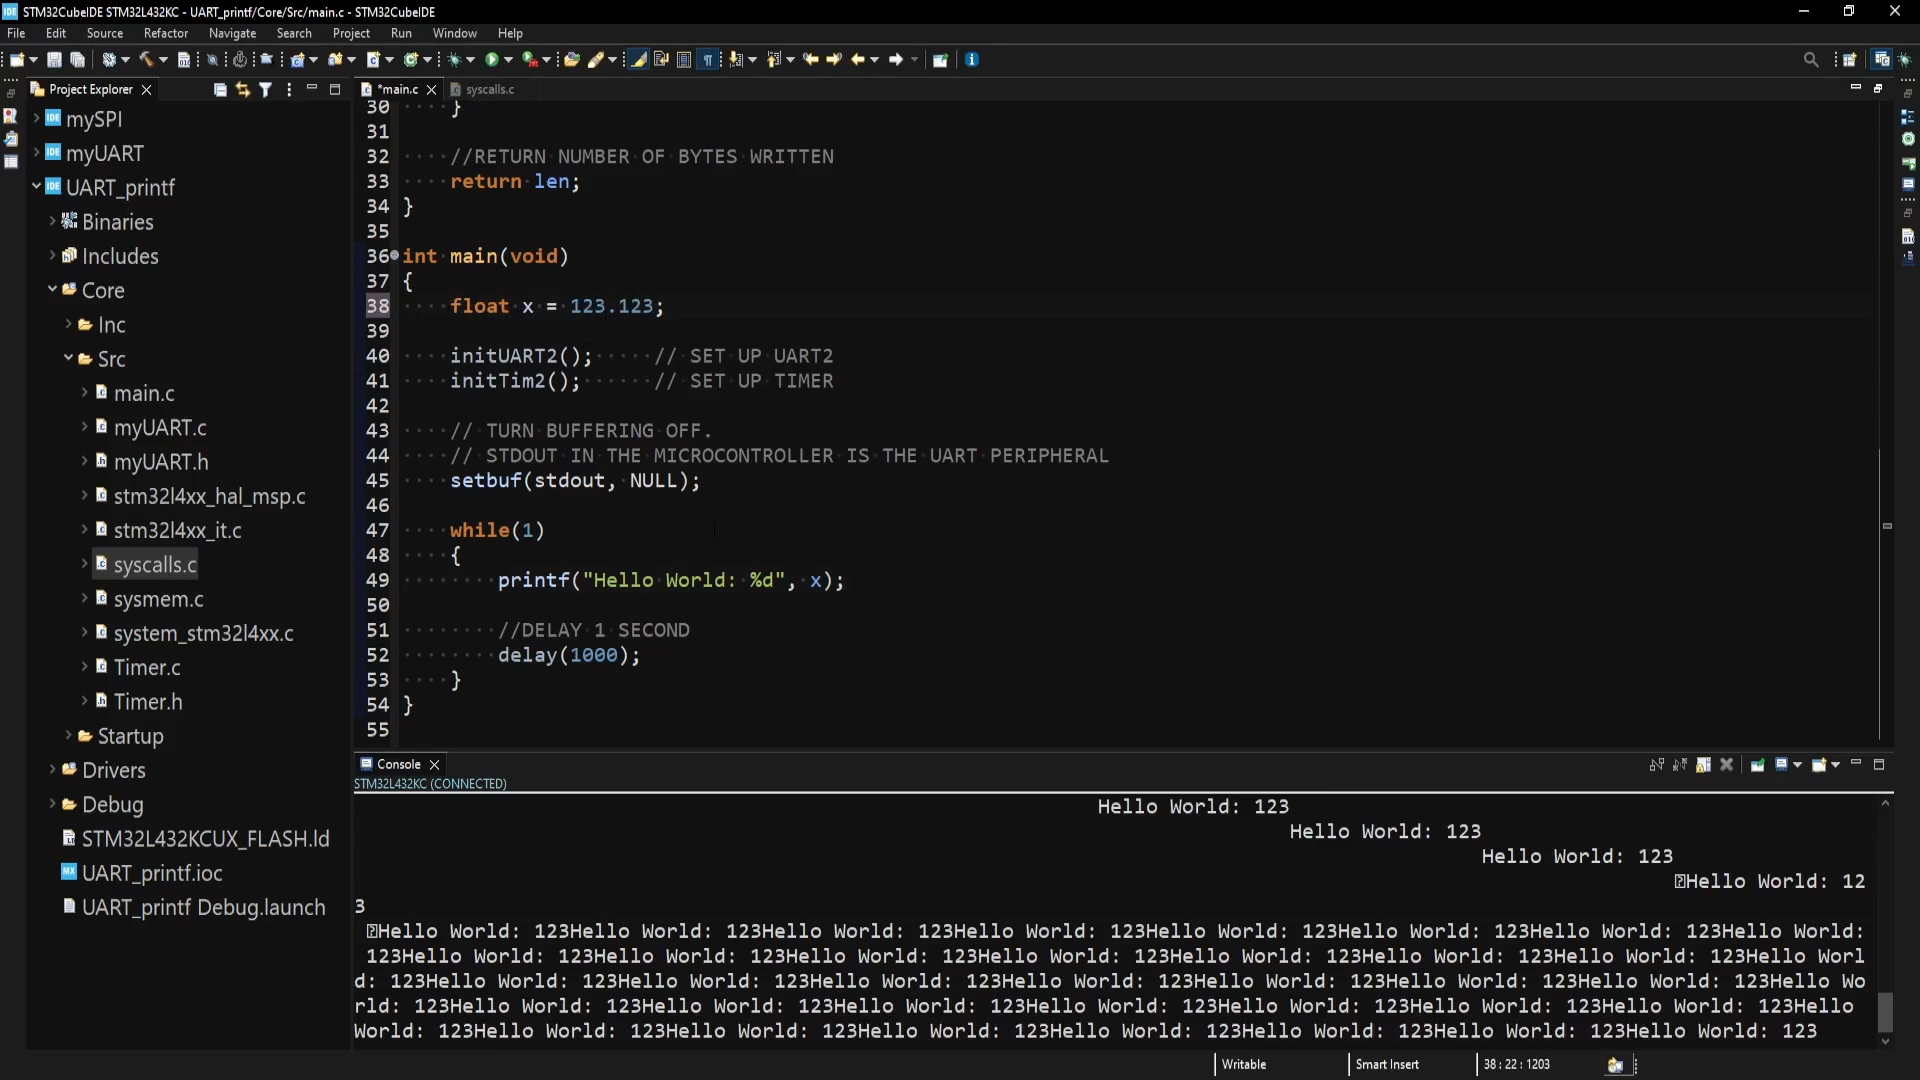 IDE STM32CubeIDE STM32L432KC - UART_printf/Core/Src/main.c - STM32CubeIDE
File Edit Source Refactor Navigate Search Project Run Window Help
Project Explorer
*main.c
syscalls.c
mySPI
myUART
UART_printf
Binaries
Includes
Core
Inc
Src
main.c
myUART.c
myUART.h
stm32l4xx_hal_msp.c
stm32l4xx_it.c
syscalls.c
sysmem.c
system_stm32l4xx.c
Timer.c
Timer.h
Startup
Drivers
Debug
STM32L432KCUX_FLASH.ld
UART_printf.ioc
UART_printf Debug.launch
30 }
31
32 //RETURN NUMBER OF BYTES WRITTEN
33 return len;
34 }
35
36 int main(void)
37 {
38 float x = 123.123;
39
40 initUART2(); // SET UP UART2
41 initTim2(); // SET UP TIMER
42
43 // TURN BUFFERING OFF.
44 // STDOUT IN THE MICROCONTROLLER IS THE UART PERIPHERAL
45 setbuf(stdout, NULL);
46
47 while(1)
48 {
49 printf("Hello World: %d", x);
50
51 //DELAY 1 SECOND
52 delay(1000);
53 }
54 }
55
Console
STM32L432KC (CONNECTED)
Hello World: 123
Hello World: 123
Hello World: 123
Hello World: 12
3
Hello World: 123Hello World: 123Hello World: 123Hello World: 123Hello World: 123Hello World: 123Hello World: 123Hello World:
123Hello World: 123Hello World: 123Hello World: 123Hello World: 123Hello World: 123Hello World: 123Hello World: 123Hello Worl
d: 123Hello World: 123Hello World: 123Hello World: 123Hello World: 123Hello World: 123Hello World: 123Hello World: 123Hello Wo
rld: 123Hello World: 123Hello World: 123Hello World: 123Hello World: 123Hello World: 123Hello World: 123Hello World: 123Hello
World: 123Hello World: 123Hello World: 123Hello World: 123Hello World: 123Hello World: 123Hello World: 123Hello World: 123
Writable Smart Insert 38 : 22 : 1203